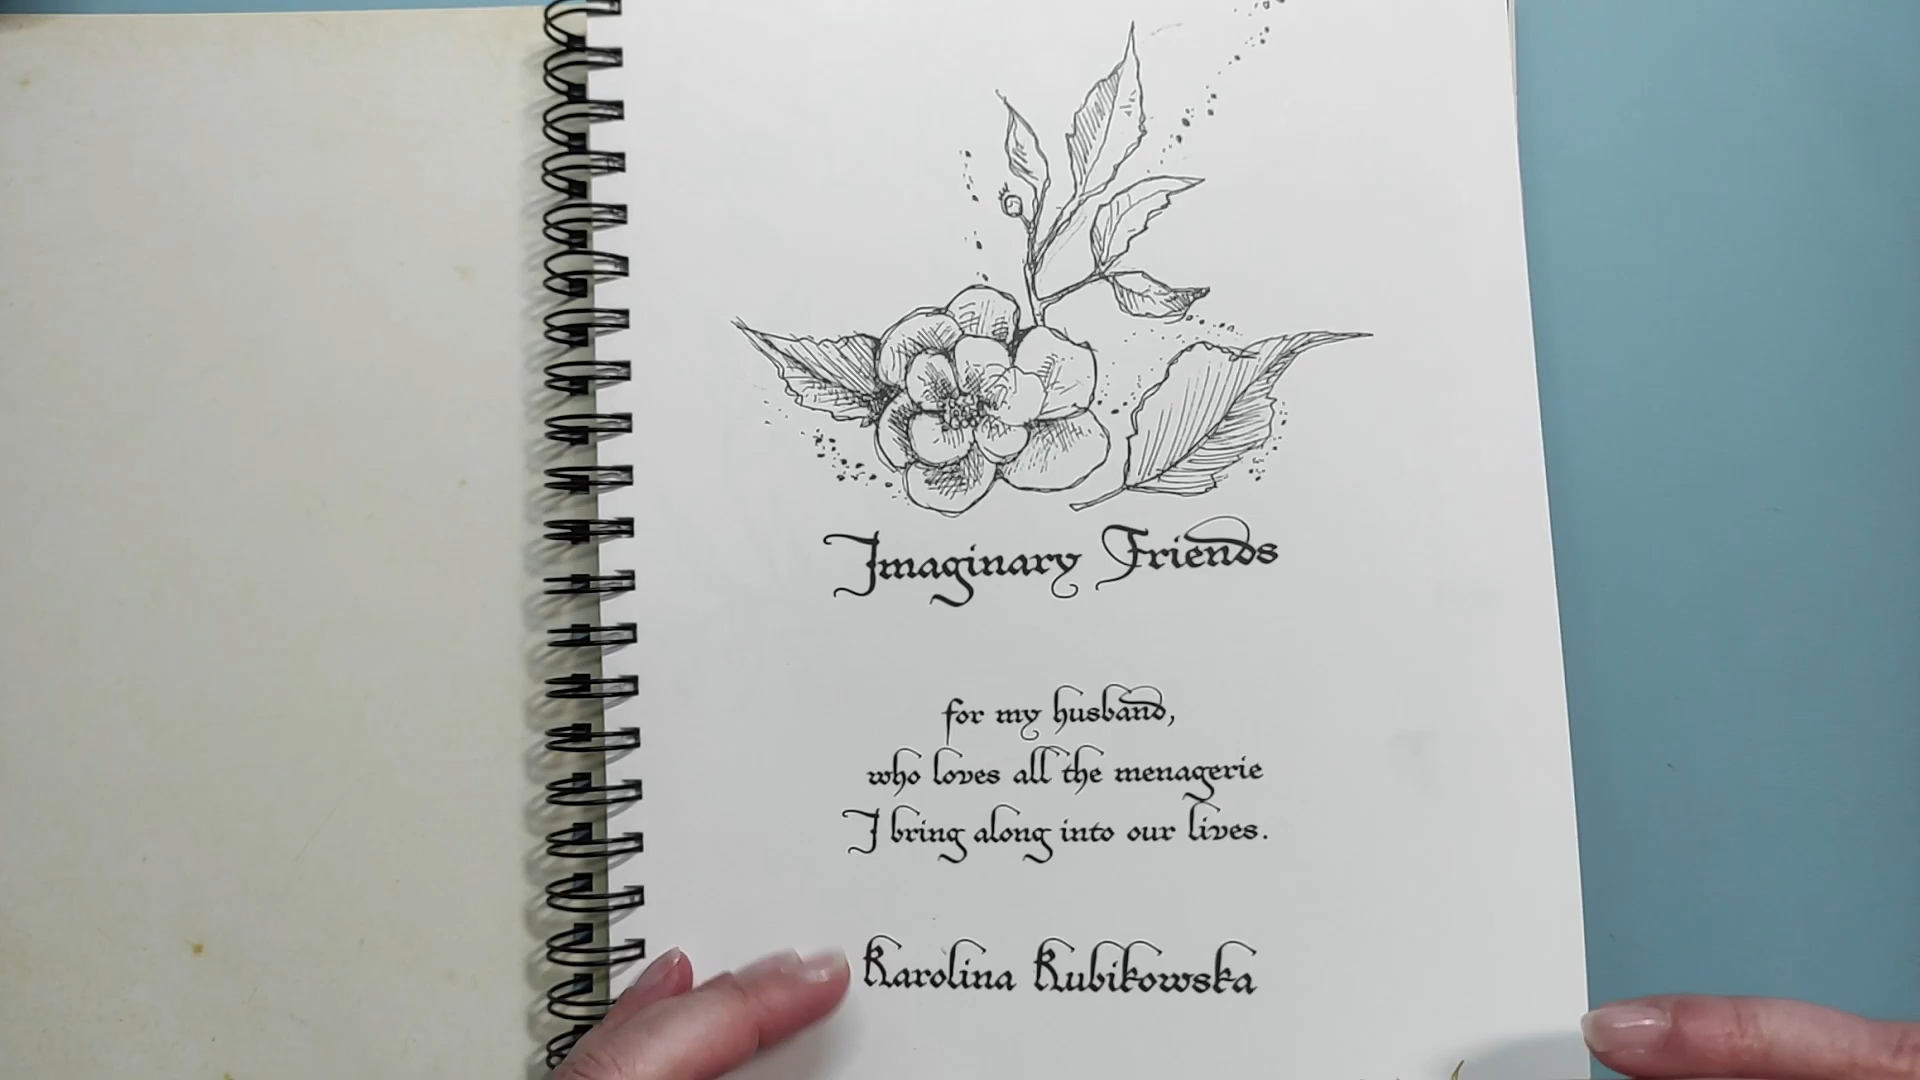 Imaginary Friends
for my husband,
who loves all the menagerie
I bring along into our lives.
Karolina Kubikowska